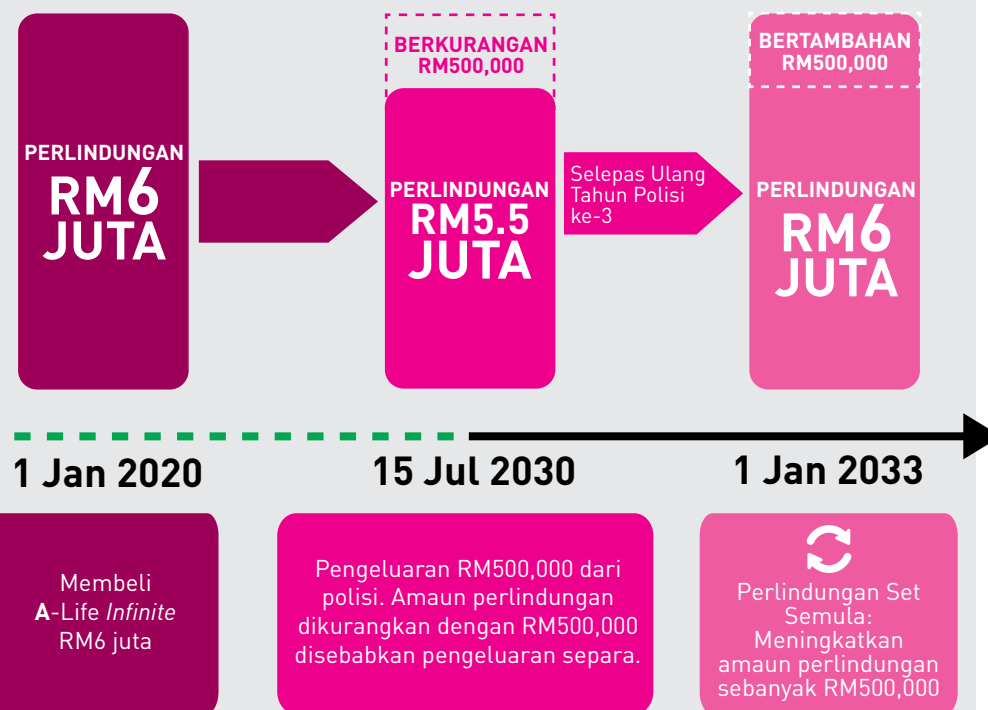 PERLINDUNGAN
RM6
JUTA
BERKURANGAN
RM500,000
PERLINDUNGAN
RM5.5
JUTA
Selepas Ulang
Tahun Polisi
ke-3
BERTAMBAHAN
RM500,000
PERLINDUNGAN
RM6
JUTA
1 Jan 2020
15 Jul 2030
1 Jan 2033
Membeli
A-Life Infinite
RM6 juta
Pengeluaran RM500,000 dari
polisi. Amaun perlindungan
dikurangkan dengan RM500,000
disebabkan pengeluaran separa.
Perlindungan Set
Semula:
Meningkatkan
amaun perlindungan
sebanyak RM500,000